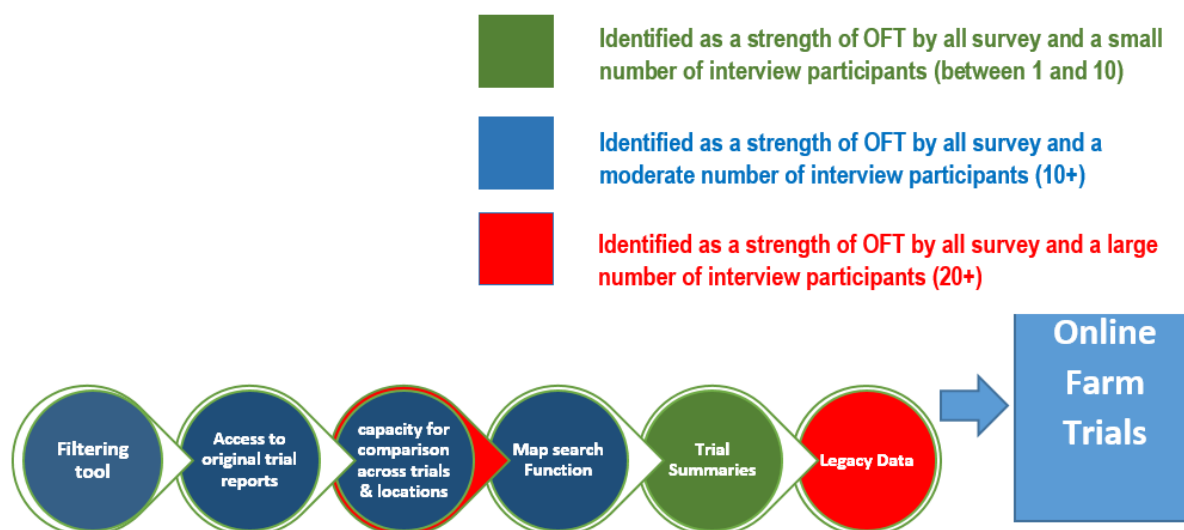 Identified as a strength of OFT by all survey and a small
number of interview participants (between 1 and 10)
Identified as a strength of OFT by all survey and a
moderate number of interview participants (10+)
Identified as a strength of OFT by all survey and a large
number of interview participants (20+)
Filtering
tool
Access to
original trial
reports
capacity for
comparison
across trials
& locations
Map search
Function
Trial
Summaries
Legacy Data
Online
Farm
Trials